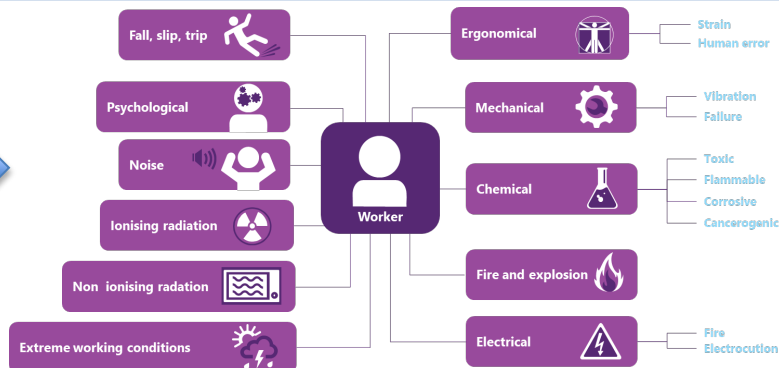 Fall, slip, trip
Psychological
Noise
Ionising radiation
Non ionising radation
Extreme working conditions
Worker
Ergonomical
Strain
Human error
Mechanical
Vibration
Failure
Chemical
Toxic
Flammable
Corrosive
Cancerogenic
Fire and explosion
Electrical
Fire
Electrocution